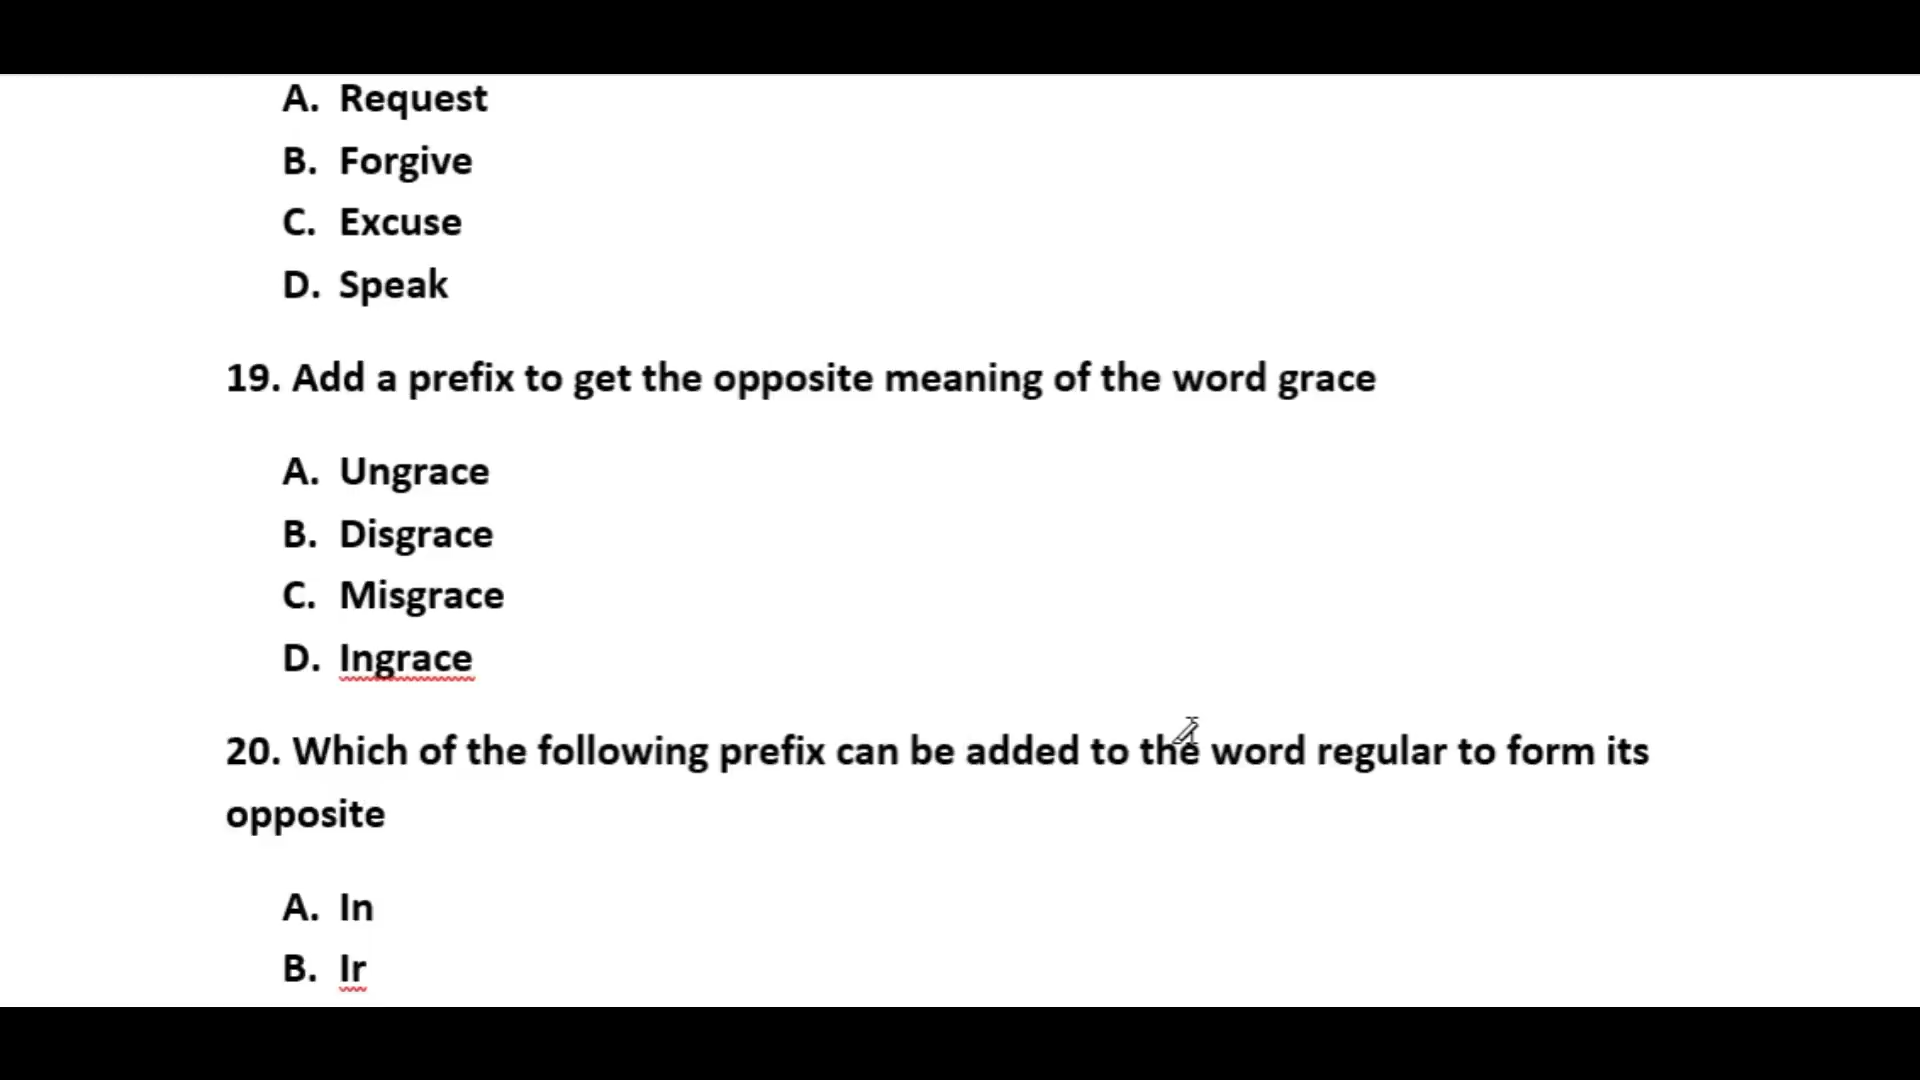 A. Request
B. Forgive
C. Excuse
D. Speak
19. Add a prefix to get the opposite meaning of the word grace
A. Ungrace
B. Disgrace
C. Misgrace
D. Ingrace
20. Which of the following prefix can be added to the word regular to form its
opposite
A. In
B. Ir